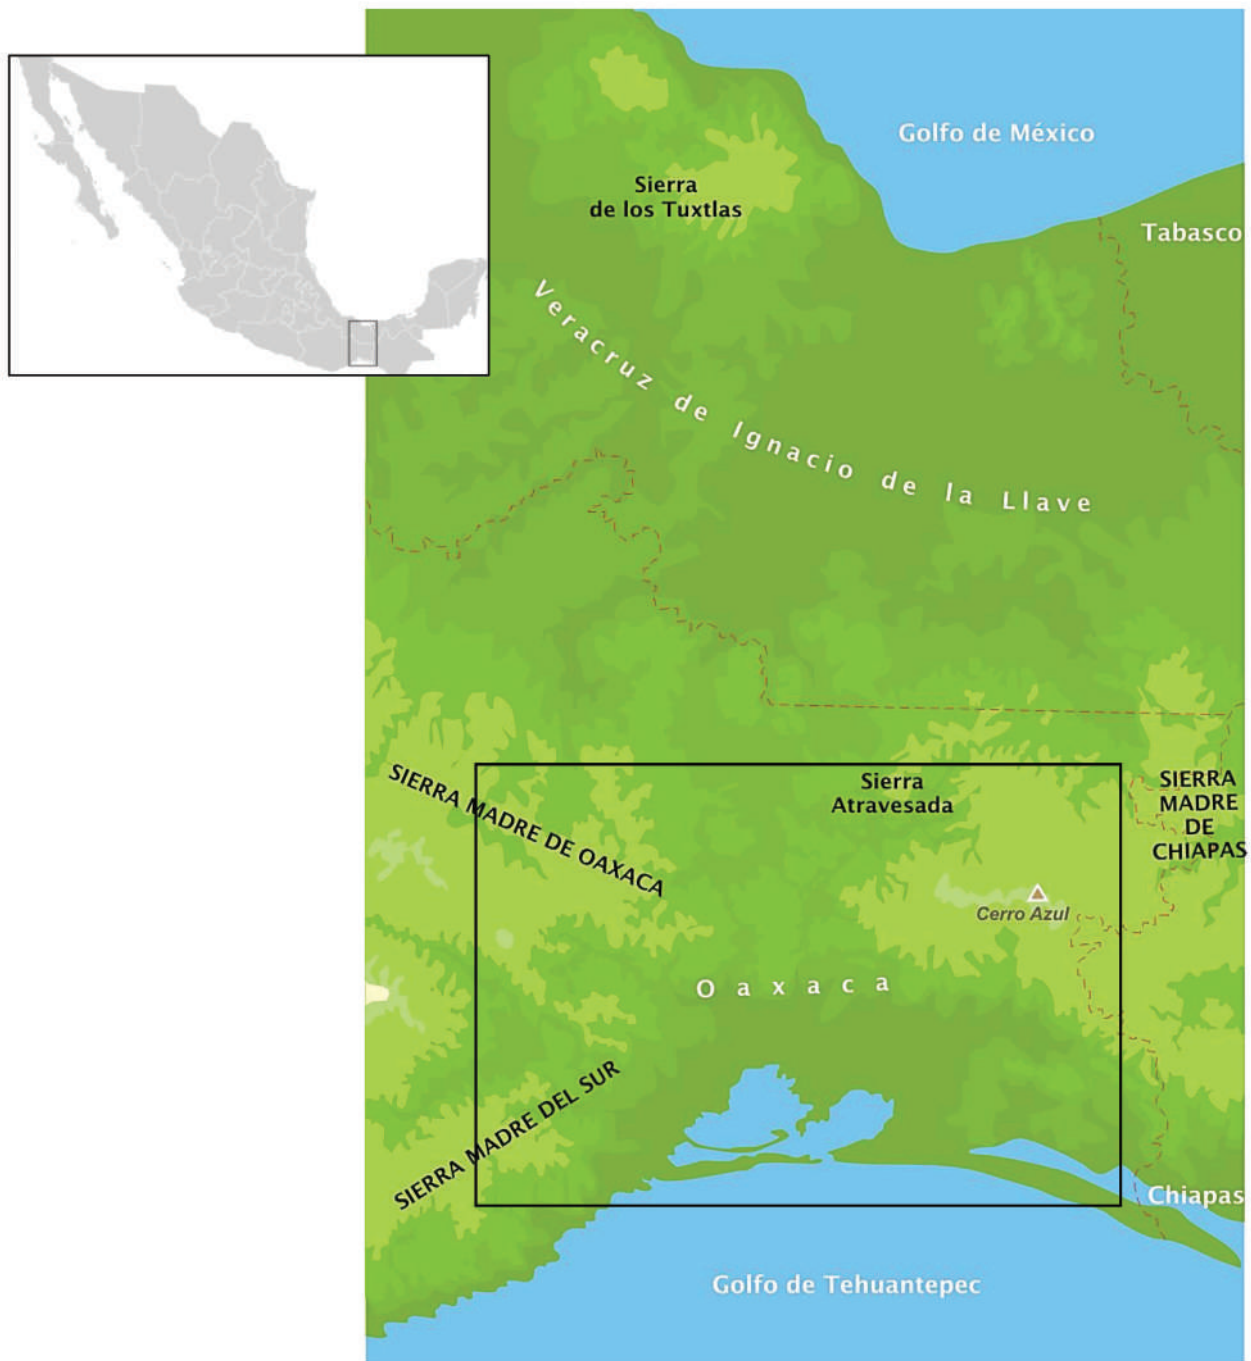 Golfo de México
Sierra
de los Tuxtlas
Tabasco
Veracruz de Ignacio de la Llave
SIERRA MADRE DE OAXACA
Sierra
Atravesada
SIERRA
MADRE
DE
CHIAPAS
Cerro Azul
Oaxaca
SIERRA MADRE DEL SUR
Chiapas
Golfo de Tehuantepec